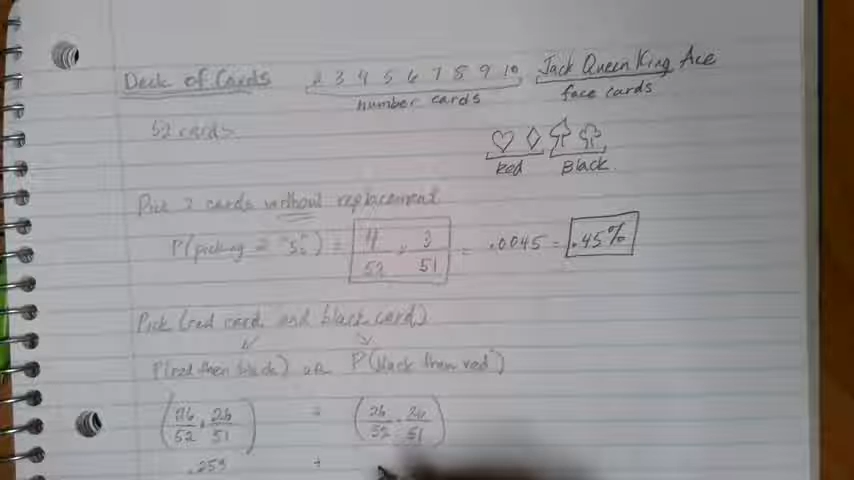 Deck of Cards 2 3 4 5 6 7 8 9 10 Jack Queen King Ace
number cards face cards
52 cards
Red Black
Pick 2 cards without replacement
P(picking 2 "5s") = 4/52 · 3/51 = .0045 = .45%
Pick (red card and black card)
P(red then black) or P(black then red)
(26/52 · 26/51) + (26/52 · 26/51)
.255 +